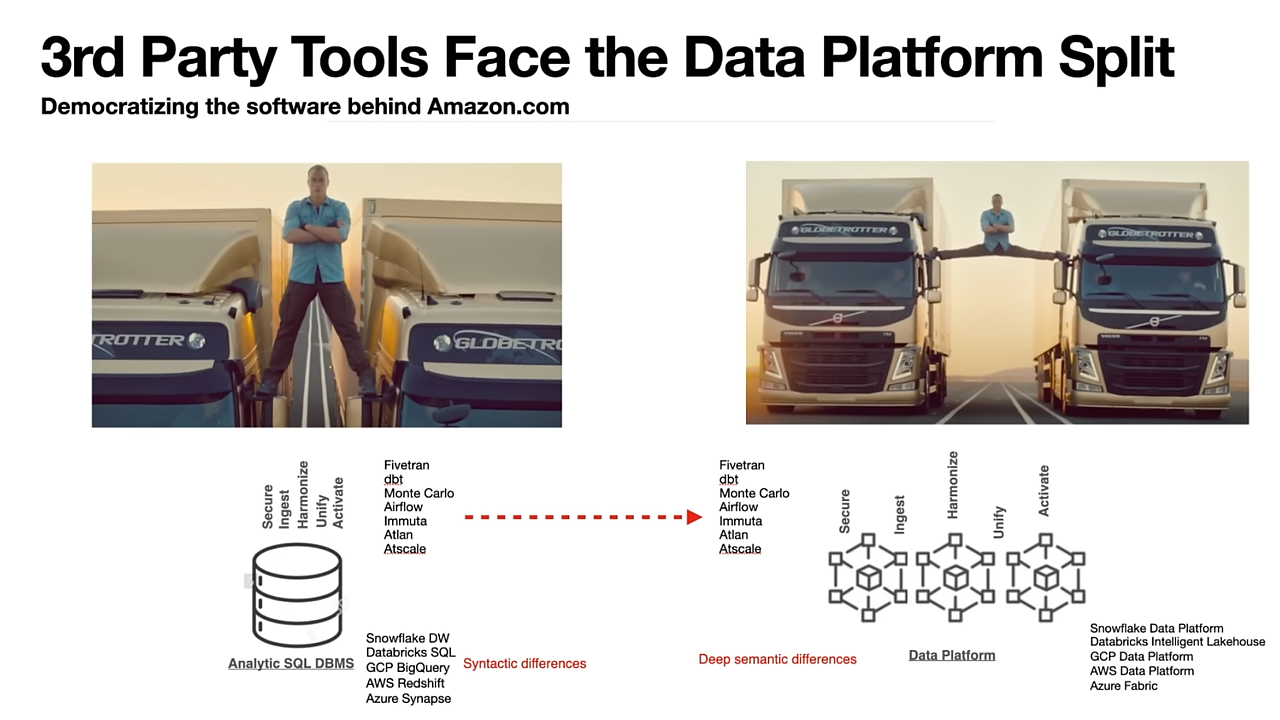 3rd Party Tools Face the Data Platform Split
Democratizing the software behind Amazon.com
TROTTER
GLOBETRO
GLOBETROTTER
GLOBETROTTER
VOLVO
VOLVO
Secure
Ingest
Harmonize
Unify
Activate
Fivetran
dbt
Monte Carlo
Airflow
Immuta
Atlan
Atscale
Fivetran
dbt
Monte Carlo
Airflow
Immuta
Atlan
Atscale
Secure
Ingest
Harmonize
Unify
Activate
Analytic SQL DBMS
Snowflake DW
Databricks SQL
GCP BigQuery
AWS Redshift
Azure Synapse
Syntactic differences
Deep semantic differences
Data Platform
Snowflake Data Platform
Databricks Intelligent Lakehouse
GCP Data Platform
AWS Data Platform
Azure Fabric